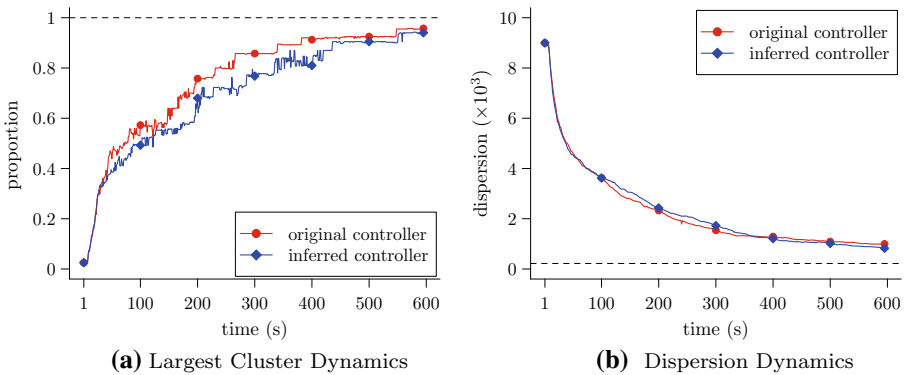 1
0.8
0.6
0.4
0.2
0
proportion
original controller
inferred controller
1 100 200 300 400 500 600
time (s)
(a) Largest Cluster Dynamics
10
8
6
4
2
0
dispersion (×10³)
original controller
inferred controller
1 100 200 300 400 500 600
time (s)
(b) Dispersion Dynamics